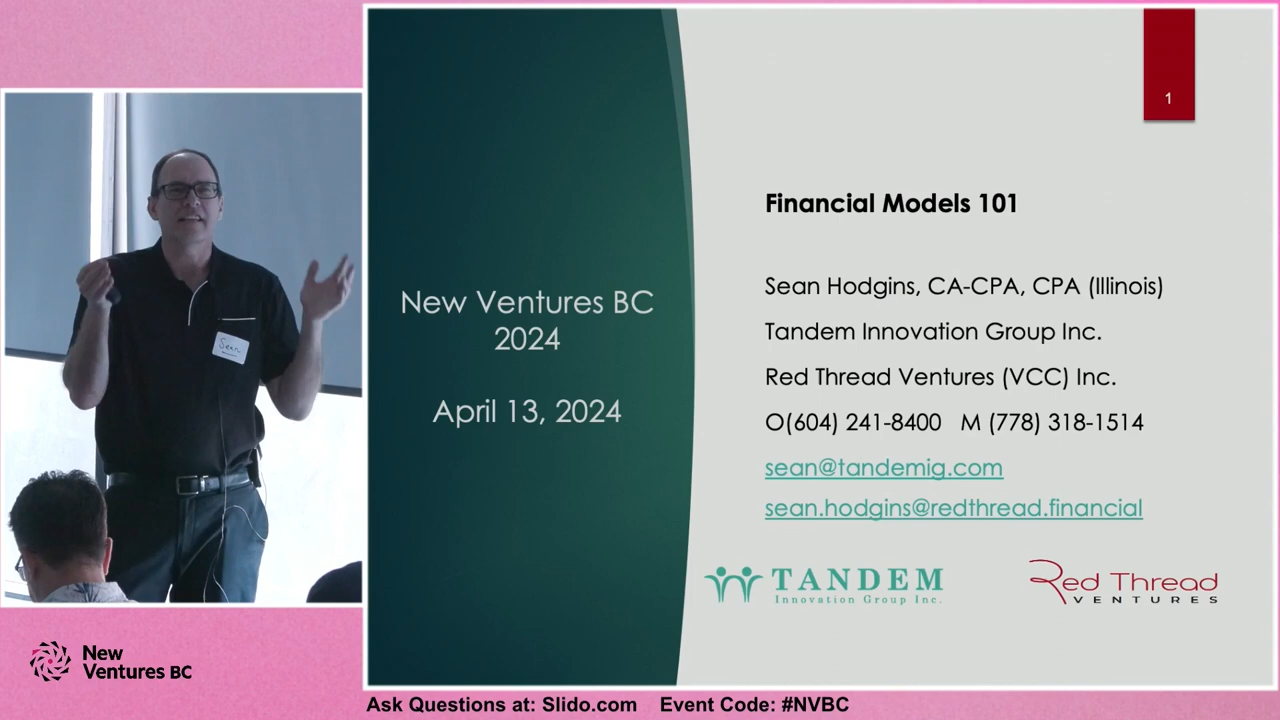 1
Financial Models 101
Sean Hodgins, CA-CPA, CPA (Illinois)
Tandem Innovation Group Inc.
Red Thread Ventures (VCC) Inc.
O(604) 241-8400   M (778) 318-1514
sean@tandemig.com
sean.hodgins@redthread.financial
New Ventures BC
2024
April 13, 2024
TANDEM
Innovation Group Inc.
Red Thread
VENTURES
Sean
New
Ventures BC
Ask Questions at: Slido.com    Event Code: #NVBC